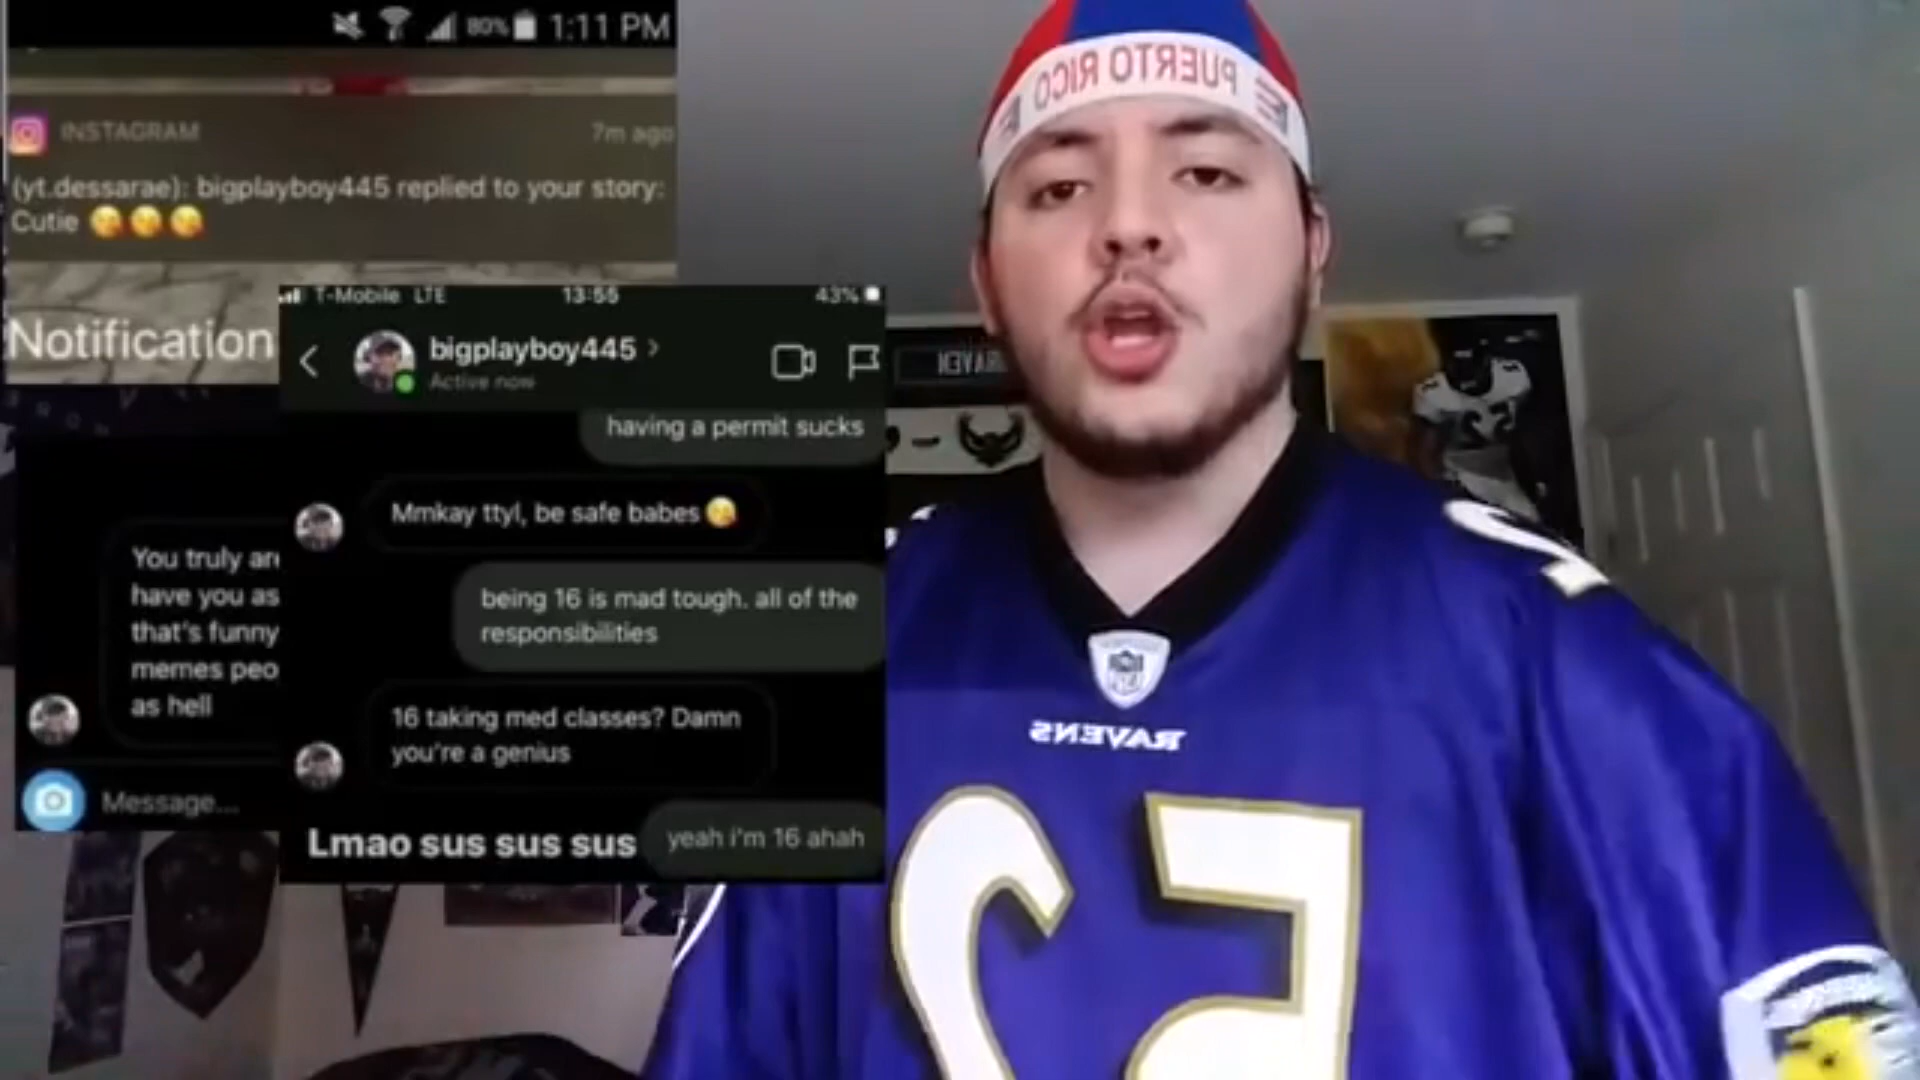 80% 1:11 PM
INSTAGRAM 7m ago
(yt.dessarae): bigplayboy445 replied to your story:
Cutie 😘😘😘
Notification
T-Mobile LTE 13:55 43%
bigplayboy445 >
Active now
having a permit sucks
Mmkay ttyl, be safe babes 😘
being 16 is mad tough. all of the
responsibilities
16 taking med classes? Damn
you're a genius
yeah i'm 16 ahah
Lmao sus sus sus
You truly
have you as
that's funny
memes
as hell
Message...
PUERTO RICO
RAVEN
NFL
RAVENS
52